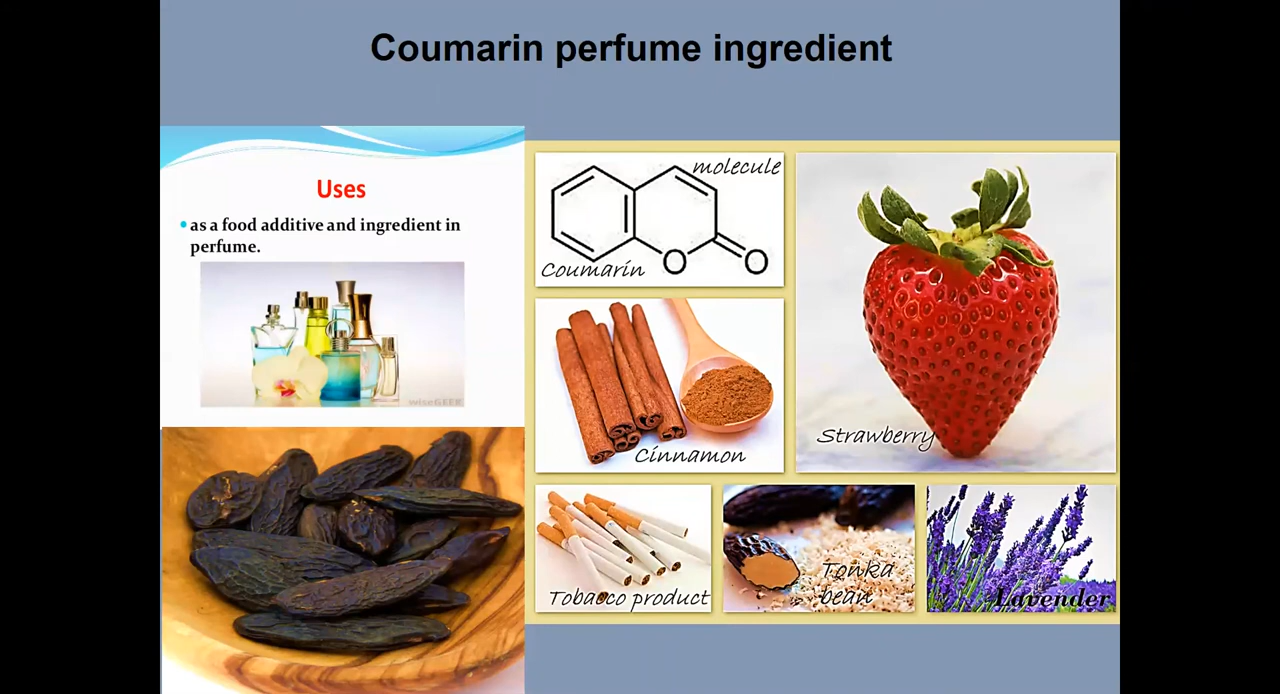 Coumarin perfume ingredient
Uses
as a food additive and ingredient in
perfume.
wiseGEEK
molecule
O
O
Coumarin
Cinnamon
Strawberry
Tobacco product
Tonka
bean
Lavender